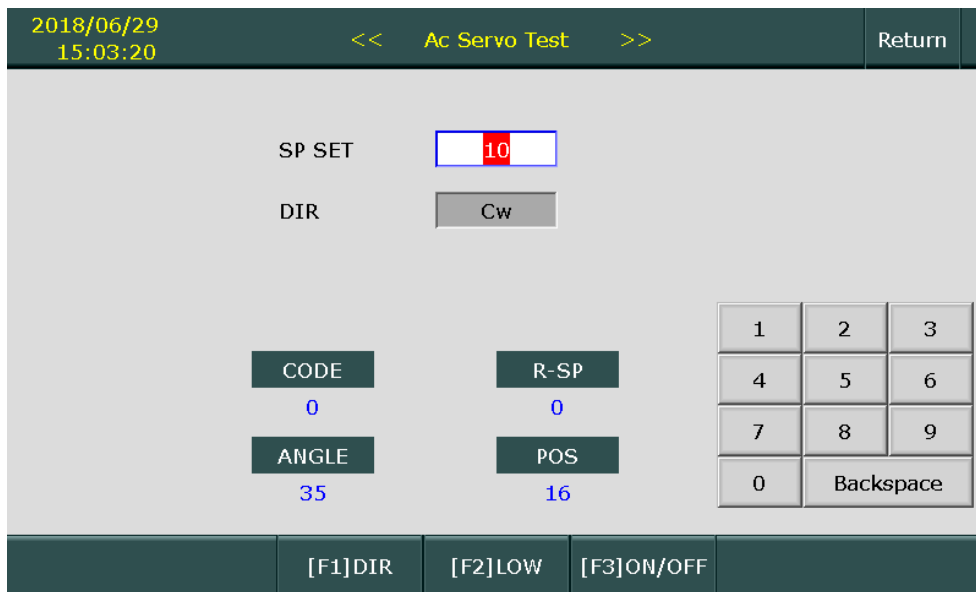 2018/06/29
15:03:20
<< Ac Servo Test >>
Return
SP SET 10
DIR Cw
CODE R-SP
0 0
ANGLE POS
35 16
1 2 3
4 5 6
7 8 9
0 Backspace
[F1]DIR [F2]LOW [F3]ON/OFF